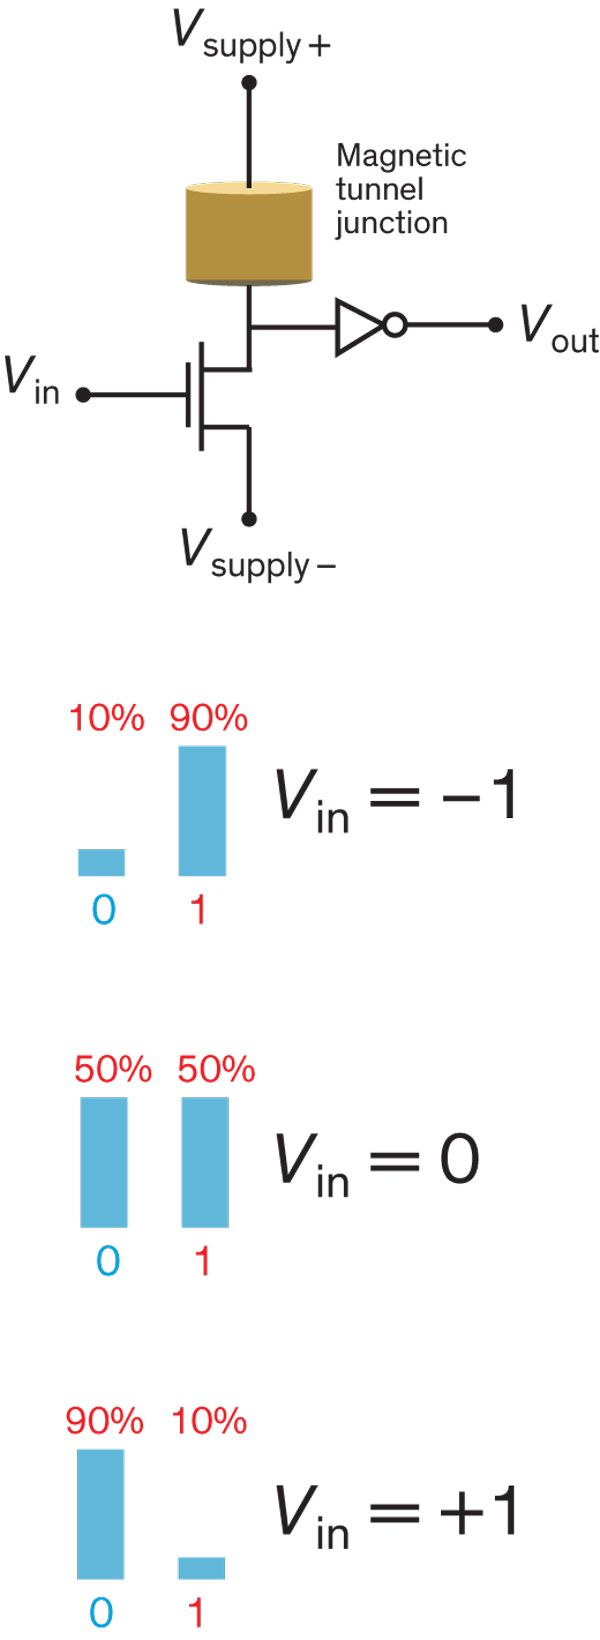 Vsupply+
Magnetic
tunnel
junction
Vout
Vin
Vsupply−
10% 90%
Vin = −1
0 1
50% 50%
Vin = 0
0 1
90% 10%
Vin = +1
0 1